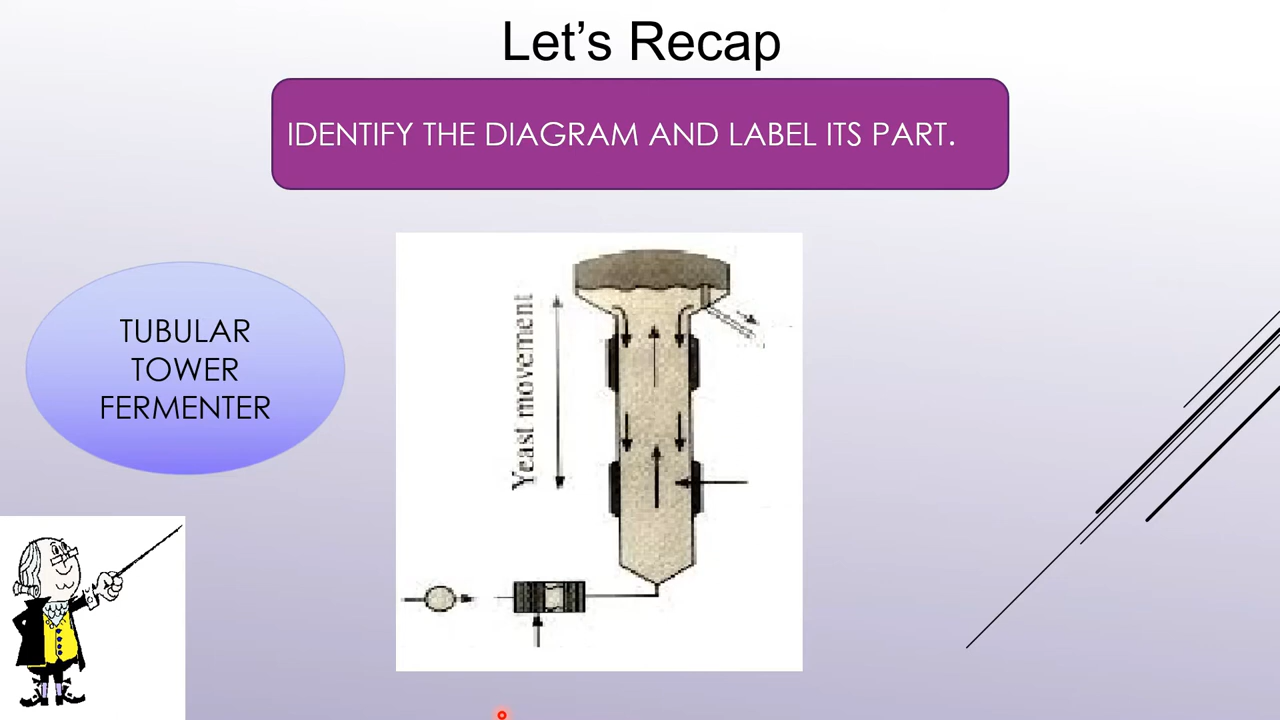 Let’s Recap
IDENTIFY THE DIAGRAM AND LABEL ITS PART.
TUBULAR
TOWER
FERMENTER
Yeast movement